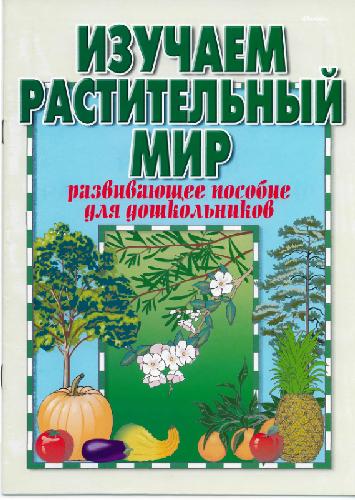 ИЗУЧАЕМ
РАСТИТЕЛЬНЫЙ
МИР
развивающее пособие
для дошкольников